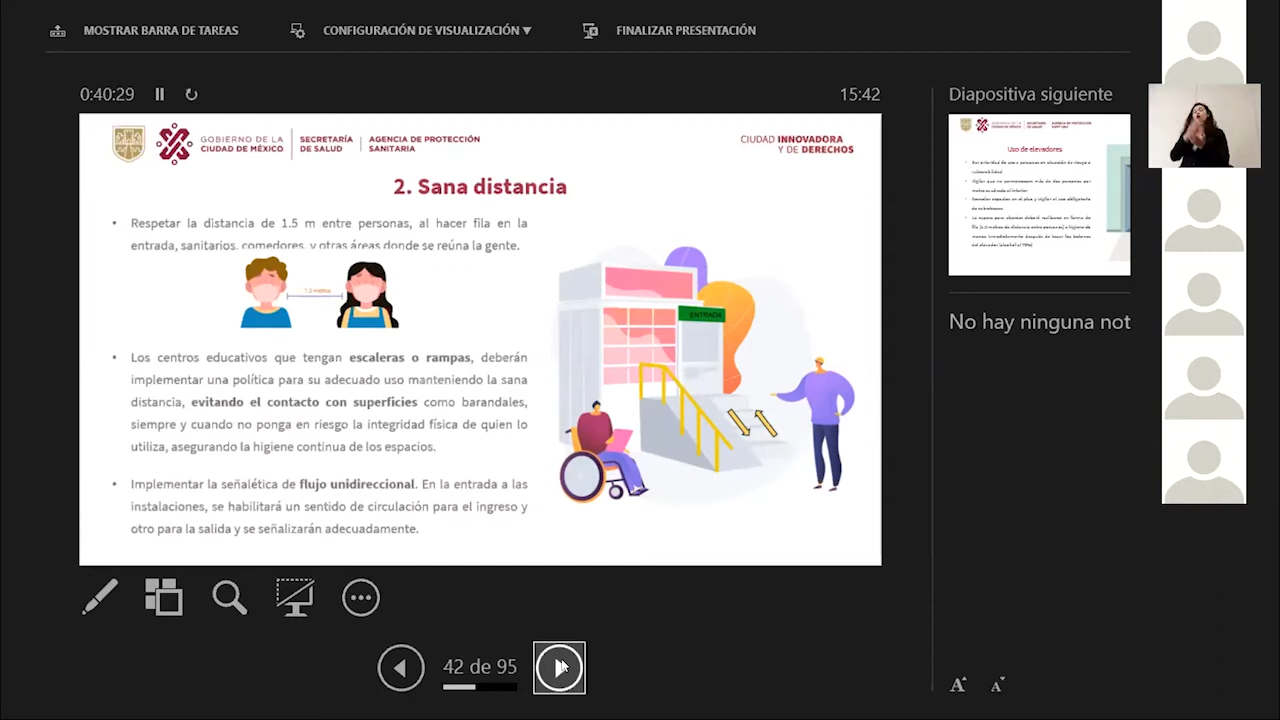 MOSTRAR BARRA DE TAREAS
CONFIGURACIÓN DE VISUALIZACIÓN ▼
FINALIZAR PRESENTACIÓN
0:40:29
15:42
GOBIERNO DE LA
CIUDAD DE MÉXICO
SECRETARÍA
DE SALUD
AGENCIA DE PROTECCIÓN
SANITARIA
CIUDAD INNOVADORA
Y DE DERECHOS
2. Sana distancia
• Respetar la distancia de 1.5 m entre personas, al hacer fila en la
entrada, sanitarios, comedores, y otras áreas donde se reúna la gente.
1.5 metros
• Los centros educativos que tengan escaleras o rampas, deberán
implementar una política para su adecuado uso manteniendo la sana
distancia, evitando el contacto con superficies como barandales,
siempre y cuando no ponga en riesgo la integridad física de quien lo
utiliza, asegurando la higiene continua de los espacios.
• Implementar la señalética de flujo unidireccional. En la entrada a las
instalaciones, se habilitará un sentido de circulación para el ingreso y
otro para la salida y se señalizarán adecuadamente.
ENTRADA
42 de 95
Diapositiva siguiente
Uso de elevadores
No hay ninguna not
A
A